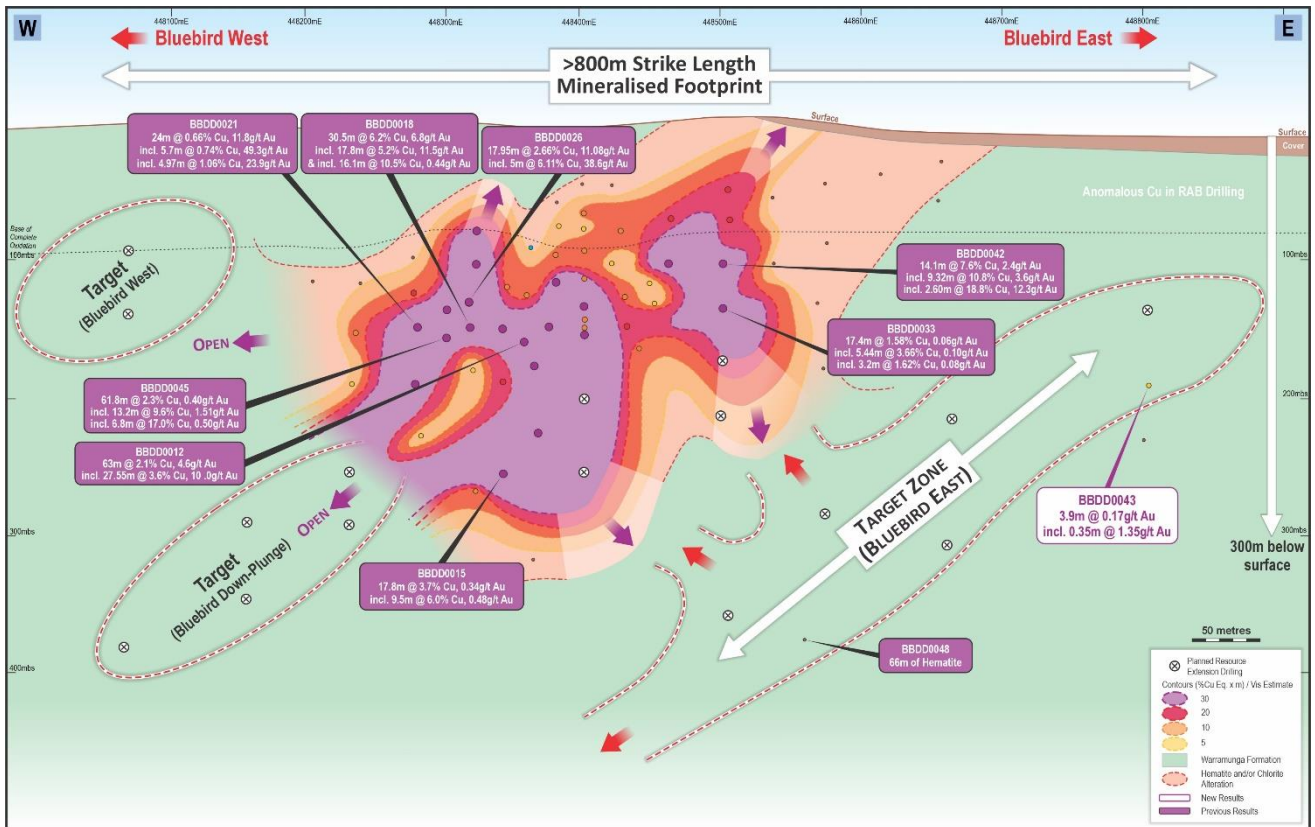 448100mE
448200mE
448300mE
448400mE
448500mE
448600mE
448700mE
448800mE
W
E
Bluebird West
Bluebird East
>800m Strike Length
Mineralised Footprint
Surface
Surface
Cover
BBDD0021
24m @ 0.66% Cu, 11.8g/t Au
incl. 5.7m @ 0.74% Cu, 49.3g/t Au
incl. 4.97m @ 1.06% Cu, 23.9g/t Au
BBDD0018
30.5m @ 6.2% Cu, 6.8g/t Au
incl. 17.8m @ 5.2% Cu, 11.5g/t Au
& incl. 16.1m @ 10.5% Cu, 0.44g/t Au
BBDD0026
17.95m @ 2.66% Cu, 11.08g/t Au
incl. 5m @ 6.11% Cu, 38.6g/t Au
Anomalous Cu in RAB Drilling
Base of
Complete
Oxidation
100mbs
100mbs
Target
(Bluebird West)
OPEN
BBDD0042
14.1m @ 7.6% Cu, 2.4g/t Au
incl. 9.32m @ 10.8% Cu, 3.6g/t Au
incl. 2.60m @ 18.8% Cu, 12.3g/t Au
BBDD0033
17.4m @ 1.58% Cu, 0.06g/t Au
incl. 5.44m @ 3.66% Cu, 0.10g/t Au
incl. 3.2m @ 1.62% Cu, 0.08g/t Au
BBDD0045
61.8m @ 2.3% Cu, 0.40g/t Au
incl. 13.2m @ 9.6% Cu, 1.51g/t Au
incl. 6.8m @ 17.0% Cu, 0.50g/t Au
200mbs
200mbs
BBDD0012
63m @ 2.1% Cu, 4.6g/t Au
incl. 27.55m @ 3.6% Cu, 10 .0g/t Au
OPEN
Target
(Bluebird Down-Plunge)
TARGET ZONE
(BLUEBIRD EAST)
BBDD0043
3.9m @ 0.17g/t Au
incl. 0.35m @ 1.35g/t Au
300mbs
300mbs
300m below
surface
BBDD0015
17.8m @ 3.7% Cu, 0.34g/t Au
incl. 9.5m @ 6.0% Cu, 0.48g/t Au
BBDD0048
66m of Hematite
400mbs
50 metres
Planned Resource
Extension Drilling
Contours (%Cu Eq. x m) / Vis Estimate
30
20
10
5
Warramunga Formation
Hematite and/or Chlorite
Alteration
New Results
Previous Results